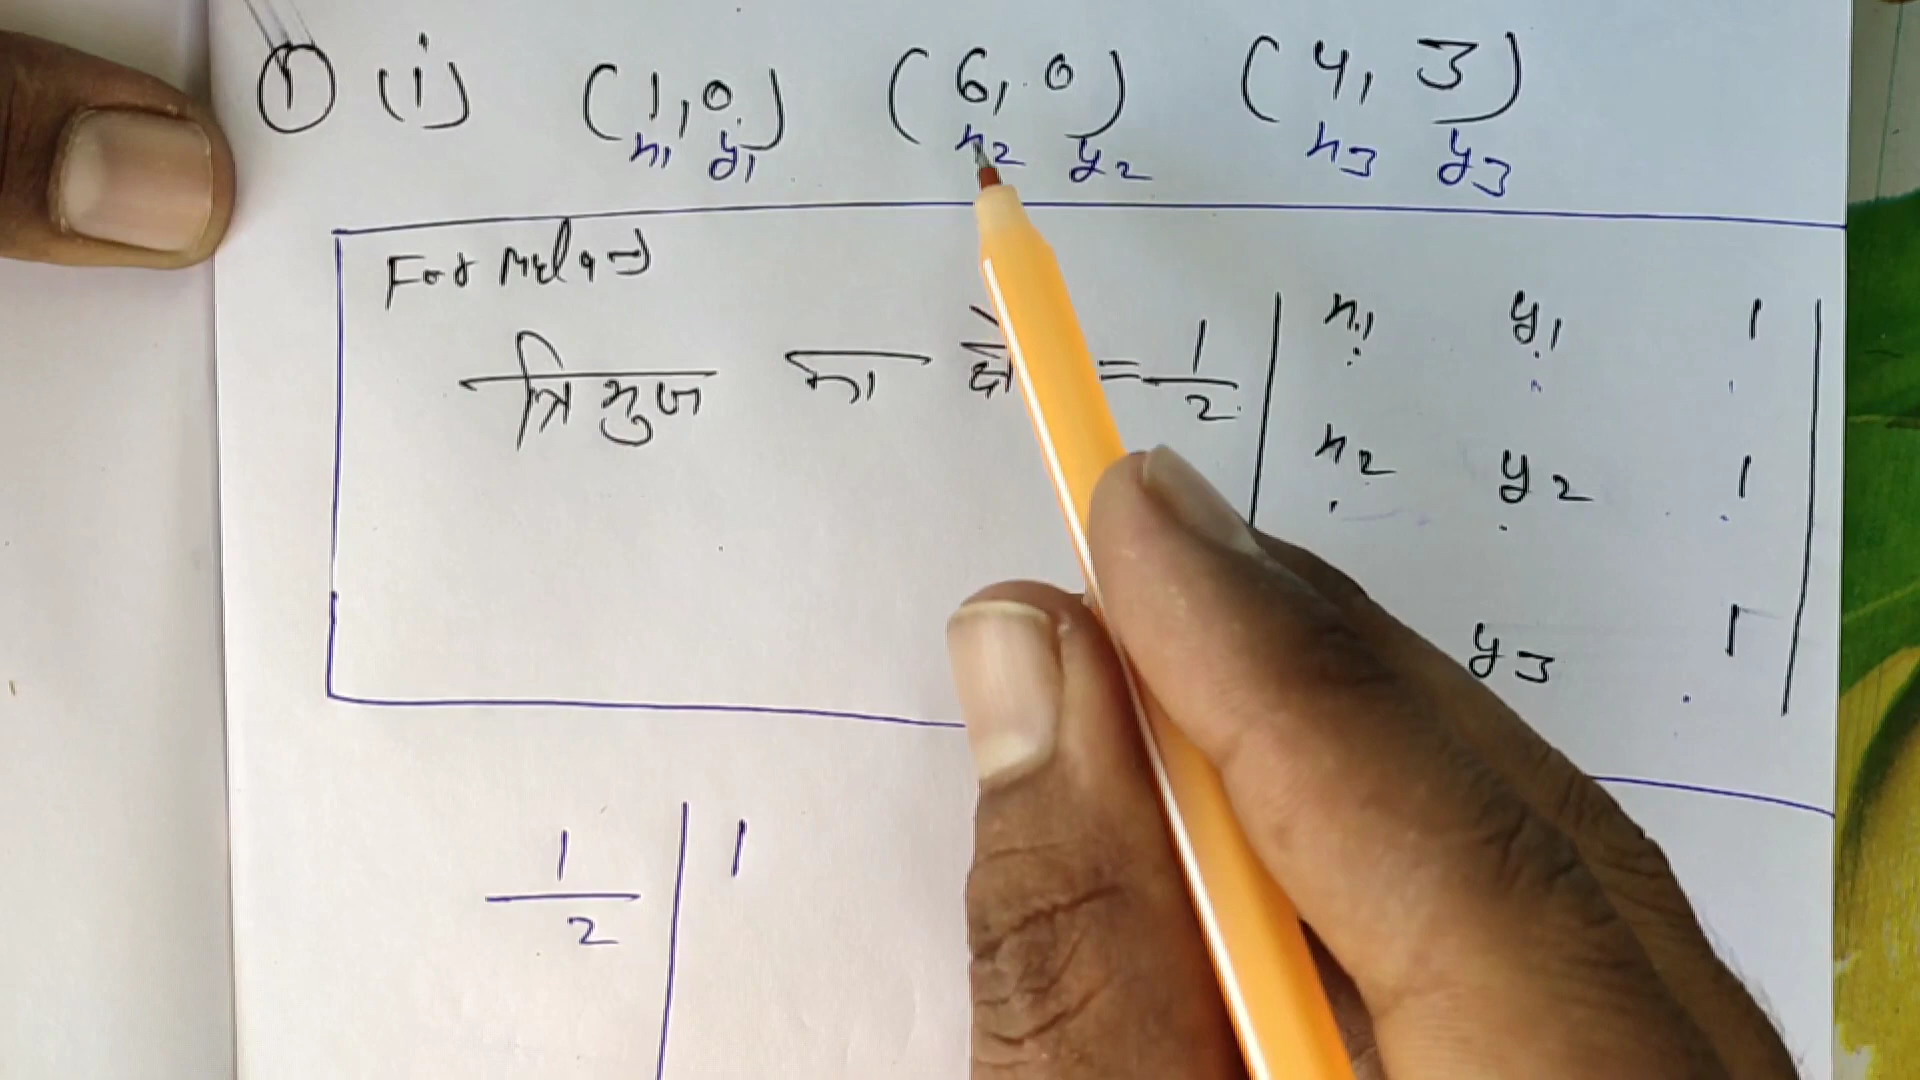 ① (i) (1, 0) (6, 0) (4, 3)
x1 y1 x2 y2 x3 y3
त्रिभुज का क्षे = 1/2 | x1 y1 1
x2 y2 1
y3 1 |
1/2 | 1